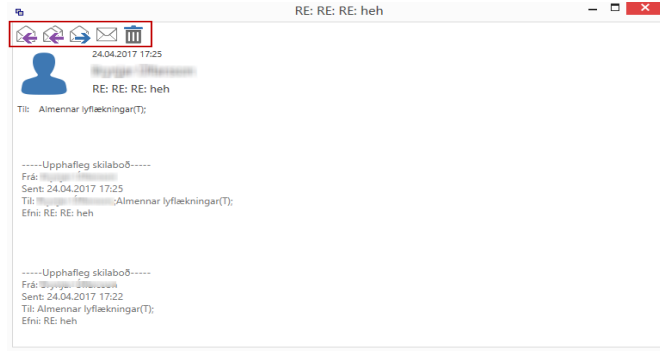 RE: RE: RE: heh
24.04.2017 17:25
RE: RE: RE: heh
Til: Almennar lyflækningar(T);
-----Upphafleg skilaboð-----
Frá:
Sent: 24.04.2017 17:25
Til: ;Almennar lyflækningar(T);
Efni: RE: RE: heh
-----Upphafleg skilaboð-----
Frá:
Sent: 24.04.2017 17:22
Til: Almennar lyflækningar(T);
Efni: RE: heh